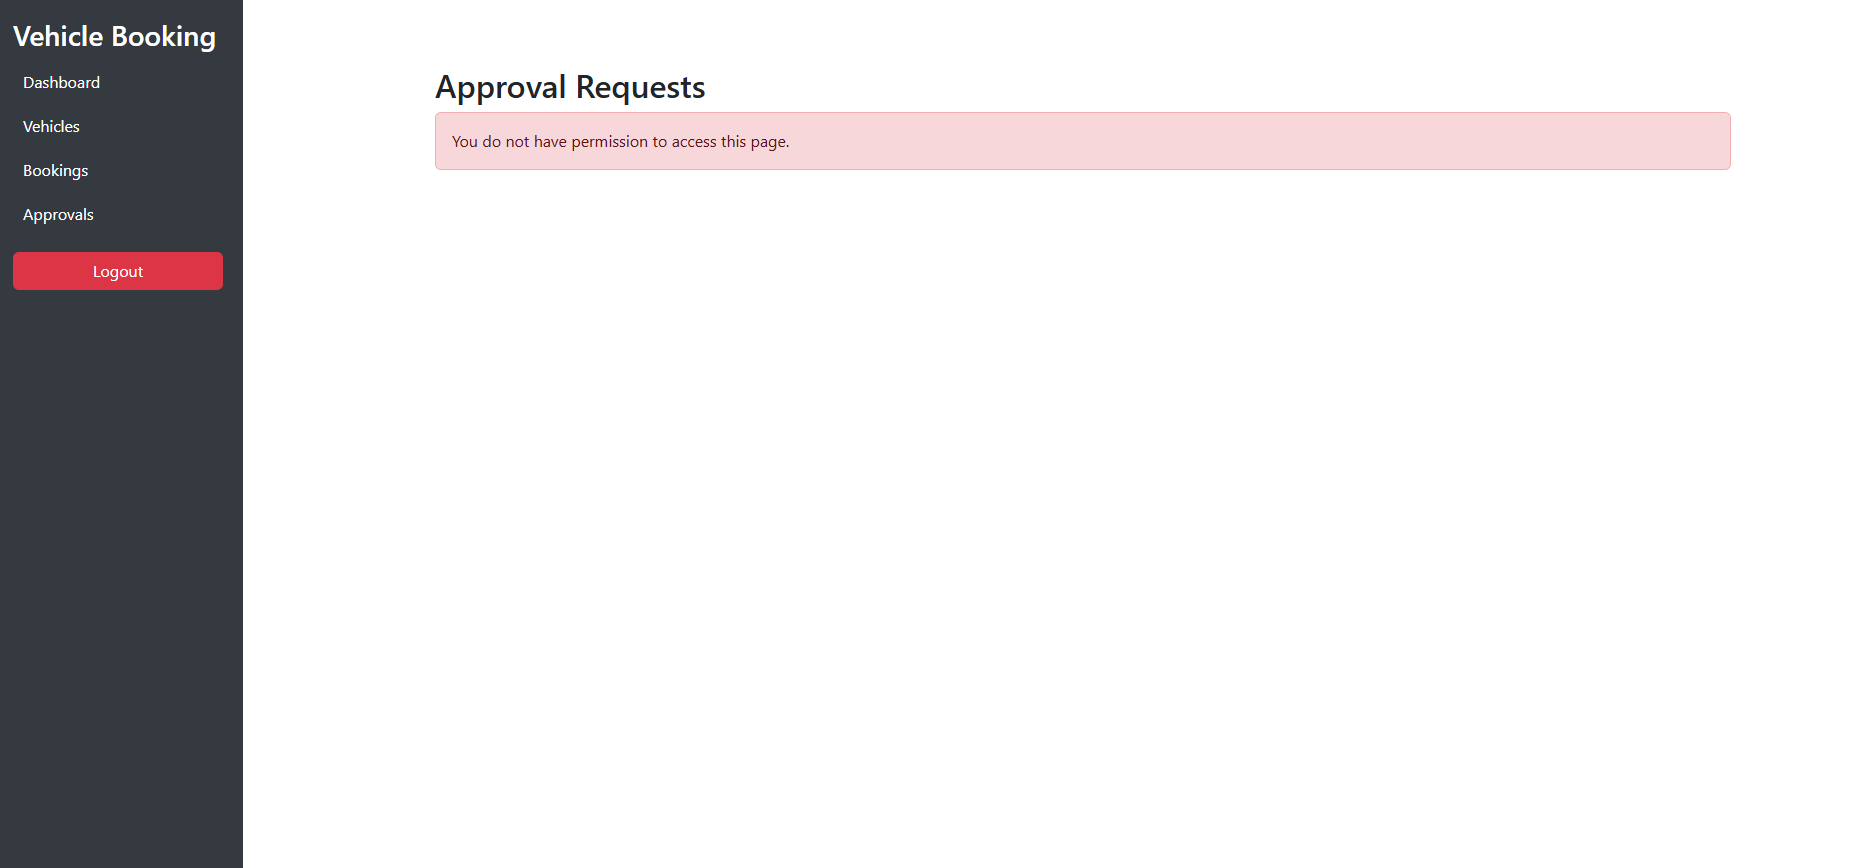 Vehicle Booking
Dashboard
Vehicles
Bookings
Approvals
Logout
Approval Requests
You do not have permission to access this page.